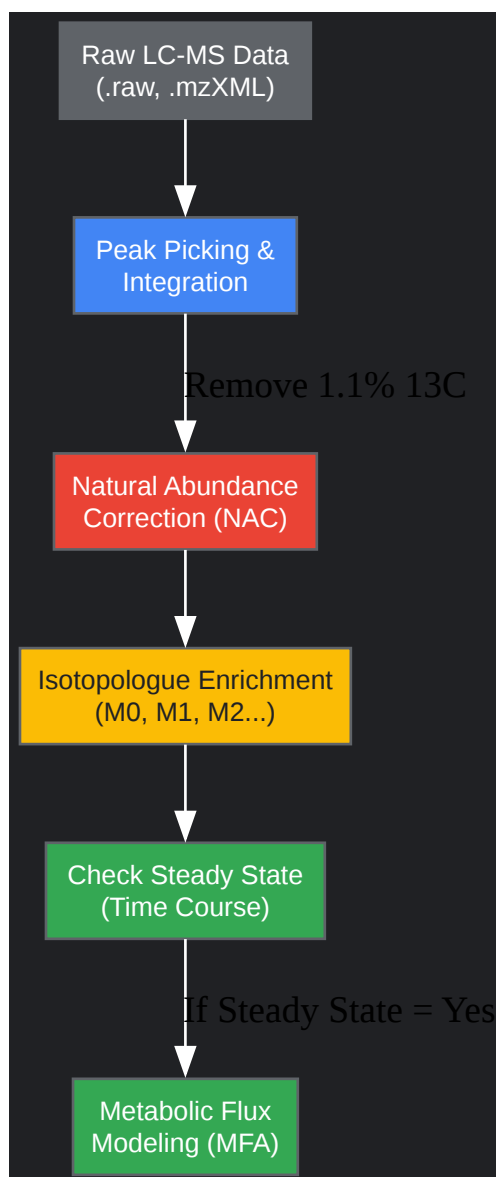 Raw LC-MS Data
(.raw, .mzXML)
Peak Picking &
Integration
Remove 1.1% 13C
Natural Abundance
Correction (NAC)
Isotopologue Enrichment
(M0, M1, M2...)
Check Steady State
(Time Course)
If Steady State = Yes
Metabolic Flux
Modeling (MFA)